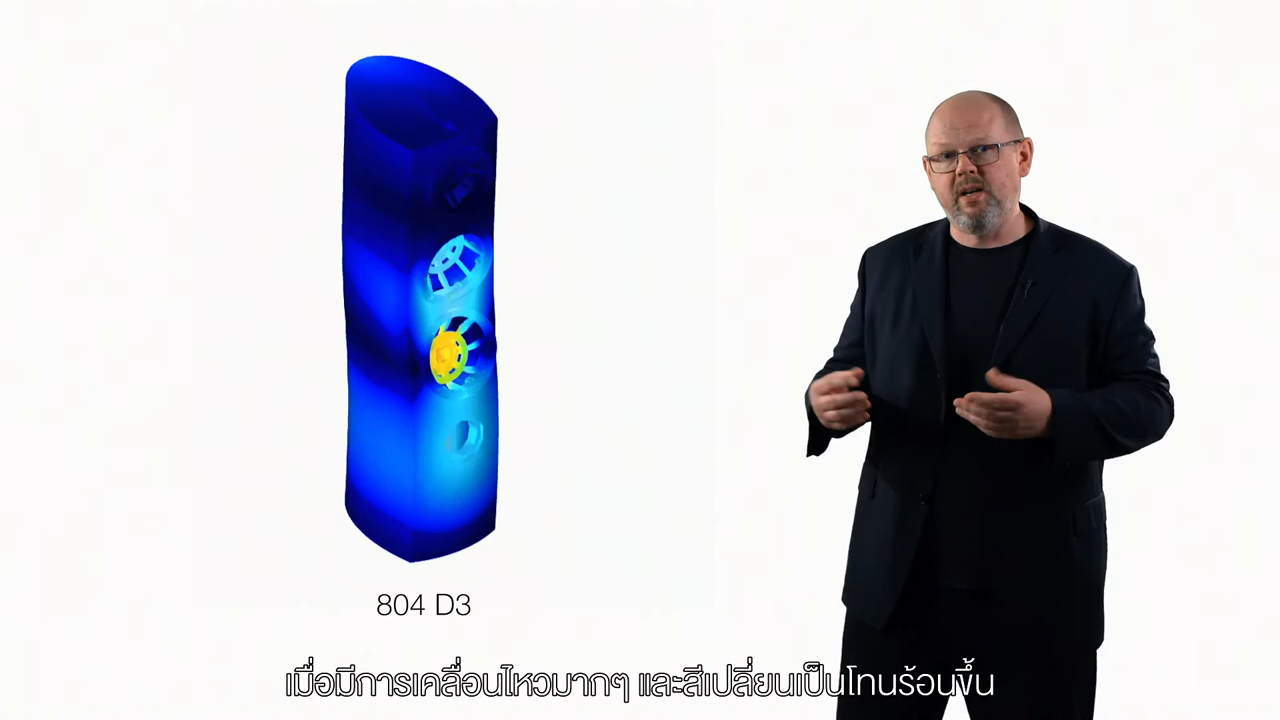 804 D3
เมื่อมีการเคลื่อนไหวมากๆ และสีเปลี่ยนเป็นโทนร้อนขึ้น